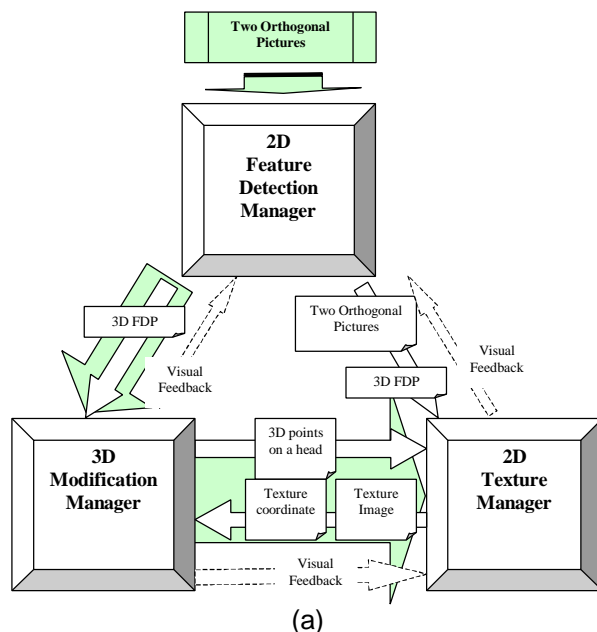 Two Orthogonal
Pictures
2D
Feature
Detection
Manager
3D FDP
Visual
Feedback
Two Orthogonal
Pictures
3D FDP
Visual
Feedback
3D
Modification
Manager
3D points
on a head
Texture
coordinate
Texture
Image
2D
Texture
Manager
Visual
Feedback
(a)